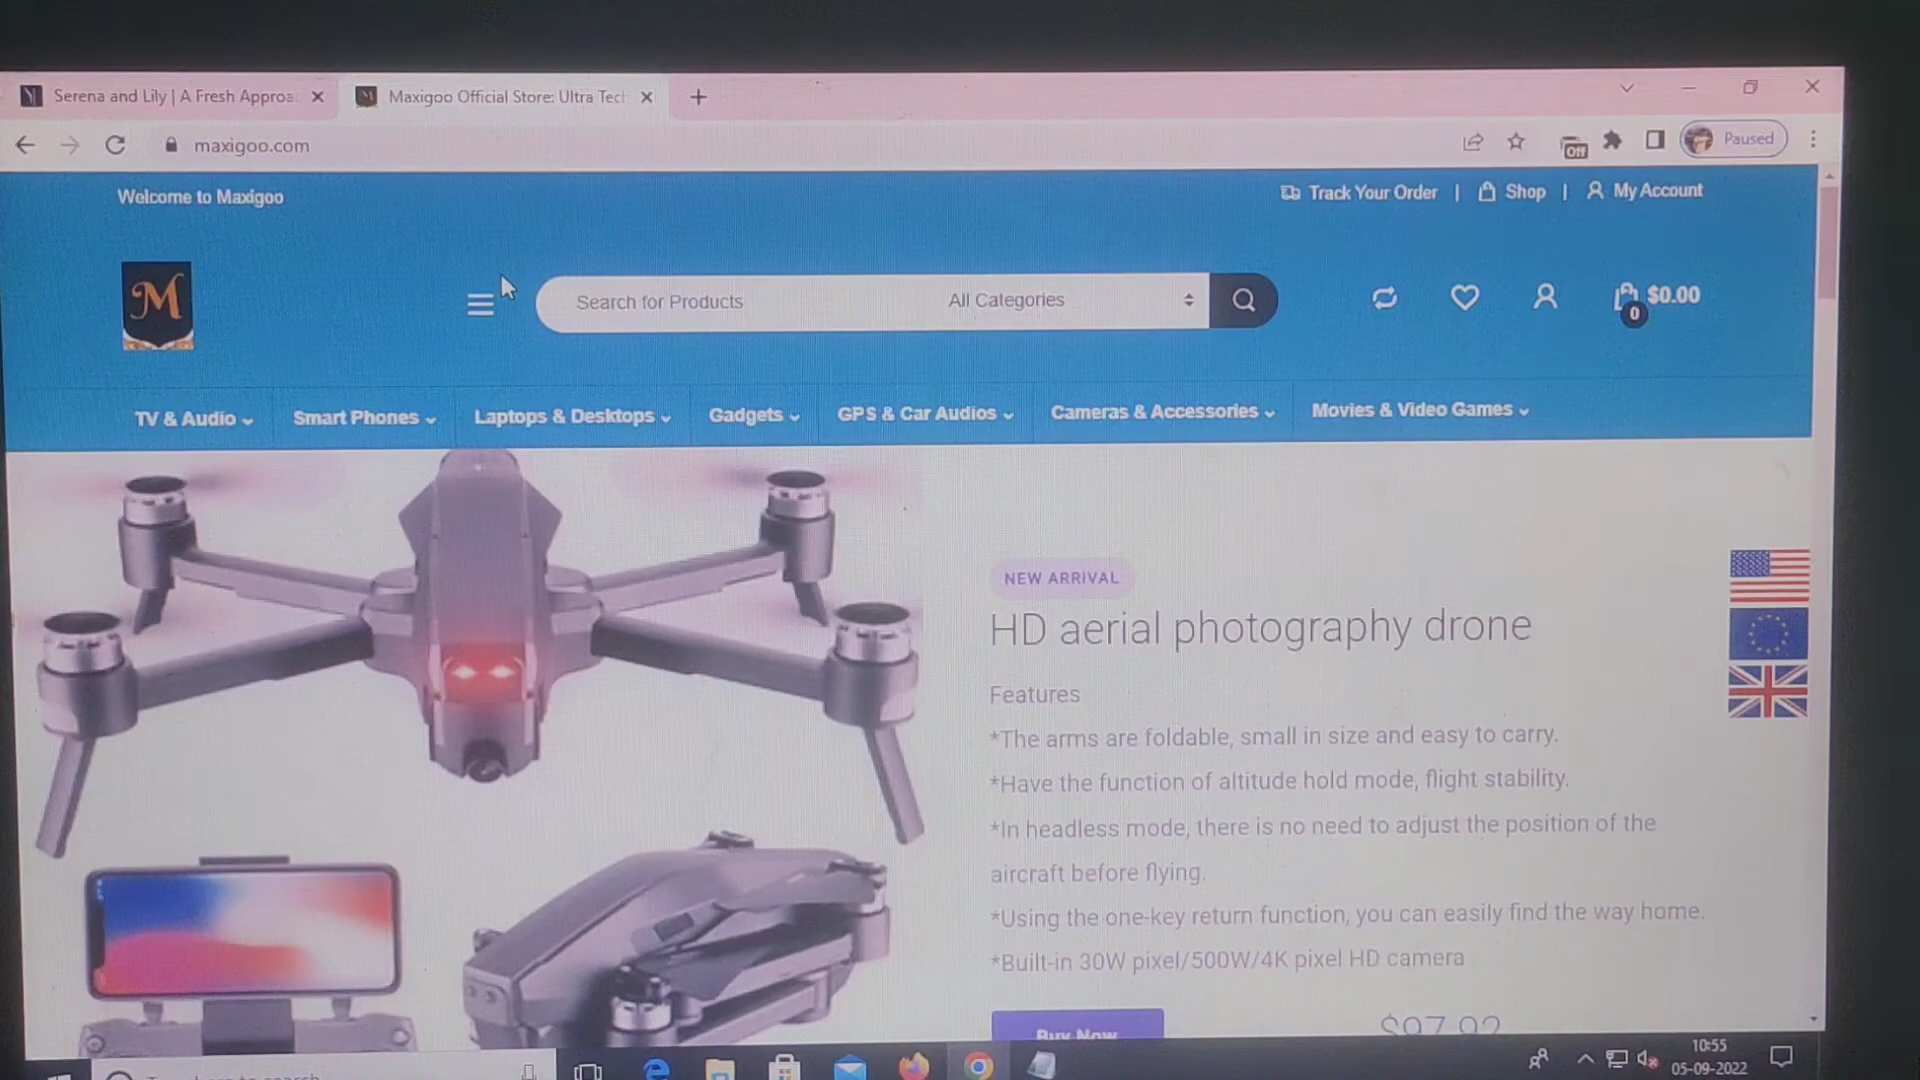 Serena and Lily | A Fresh Approa
Maxigoo Official Store: Ultra Tech
maxigoo.com
Off
Paused
Welcome to Maxigoo
Track Your Order | Shop | My Account
M
Search for Products
All Categories
$0.00
0
TV & Audio
Smart Phones
Laptops & Desktops
Gadgets
GPS & Car Audios
Cameras & Accessories
Movies & Video Games
NEW ARRIVAL
HD aerial photography drone
Features
*The arms are foldable, small in size and easy to carry.
*Have the function of altitude hold mode, flight stability.
*In headless mode, there is no need to adjust the position of the
aircraft before flying.
*Using the one-key return function, you can easily find the way home.
*Built-in 30W pixel/500W/4K pixel HD camera
Buy Now
10:55
05-09-2022